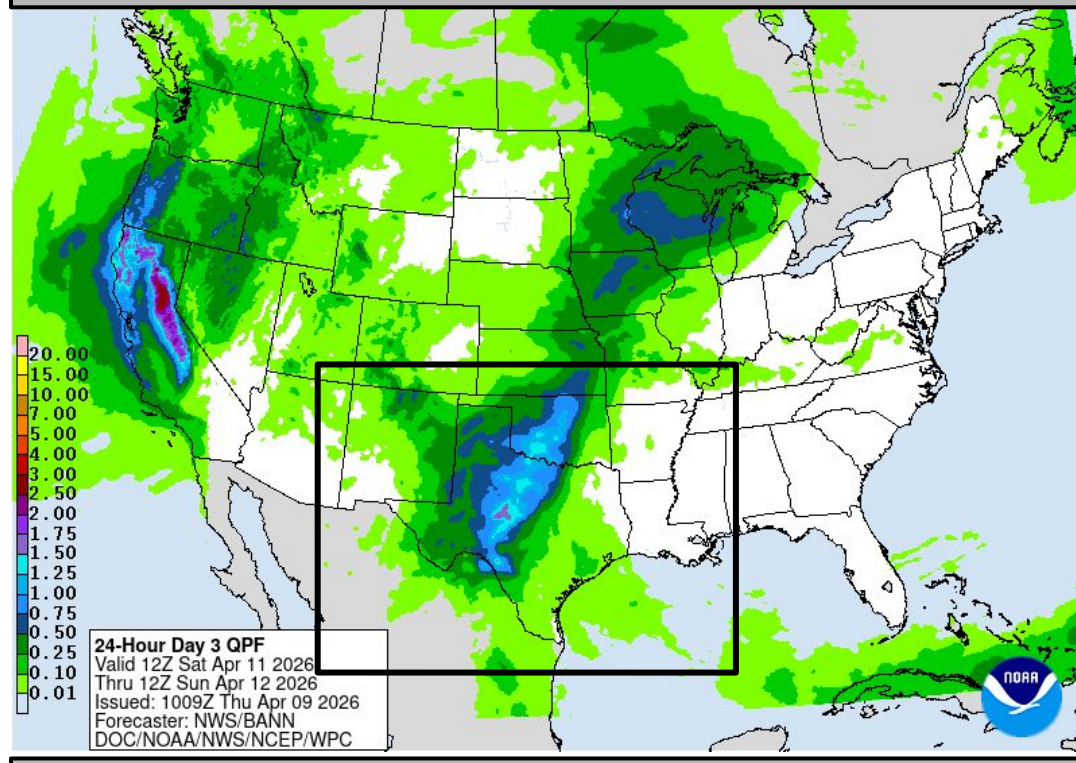 20.00
15.00
10.00
7.00
5.00
4.00
3.00
2.50
2.00
1.75
1.50
1.25
1.00
0.75
0.50
0.25
0.10
0.01
24-Hour Day 3 QPF
Valid 12Z Sat Apr 11 2026
Thru 12Z Sun Apr 12 2026
Issued: 1009Z Thu Apr 09 2026
Forecaster: NWS/BANN
DOC/NOAA/NWS/NCEP/WPC
NOAA